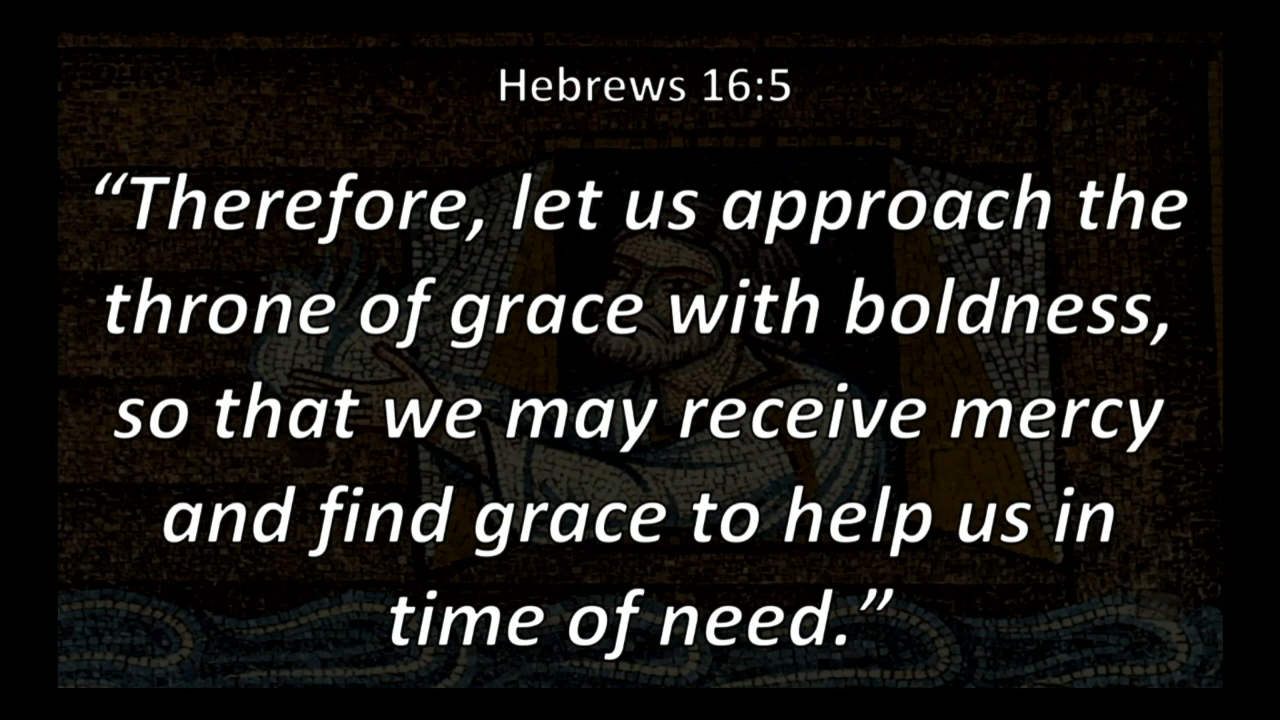 Hebrews 16:5
“Therefore, let us approach the
throne of grace with boldness,
so that we may receive mercy
and find grace to help us in
time of need.”